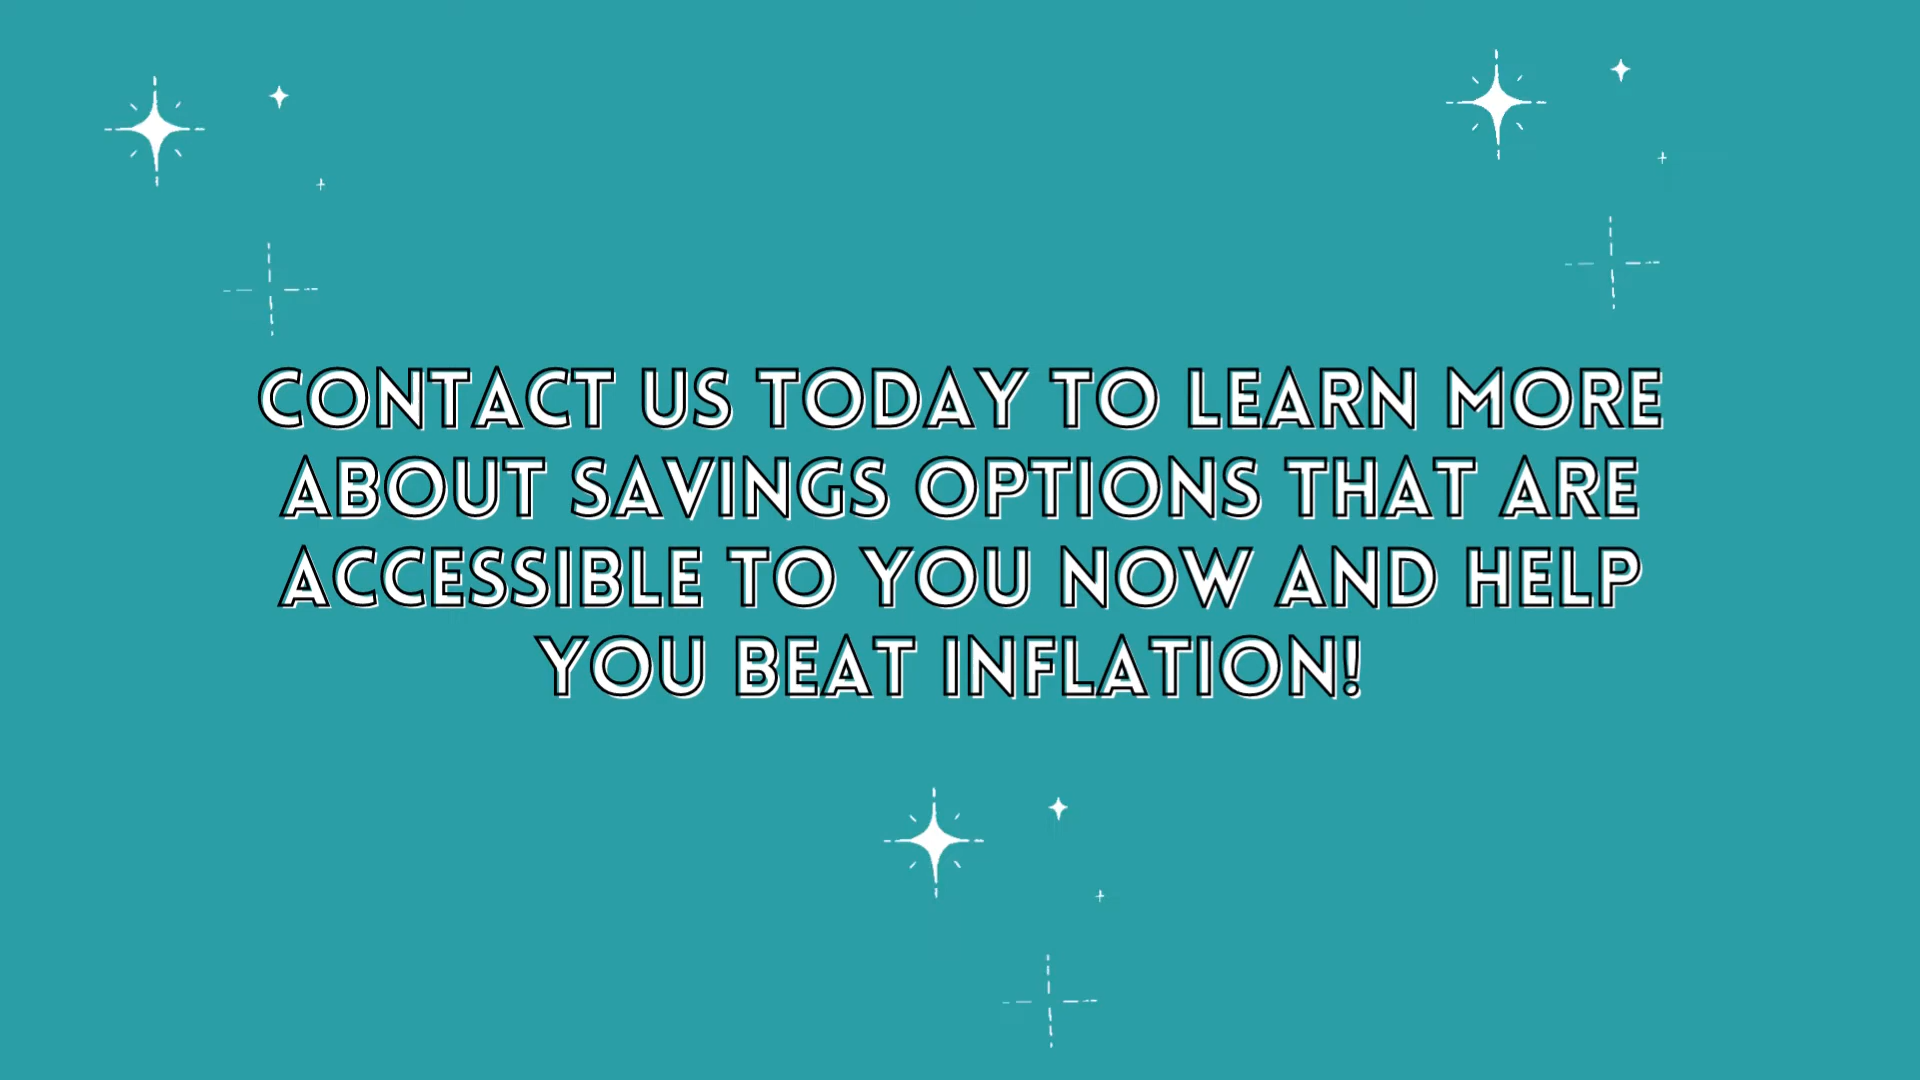 CONTACT US TODAY TO LEARN MORE
ABOUT SAVINGS OPTIONS THAT ARE
ACCESSIBLE TO YOU NOW AND HELP
YOU BEAT INFLATION!